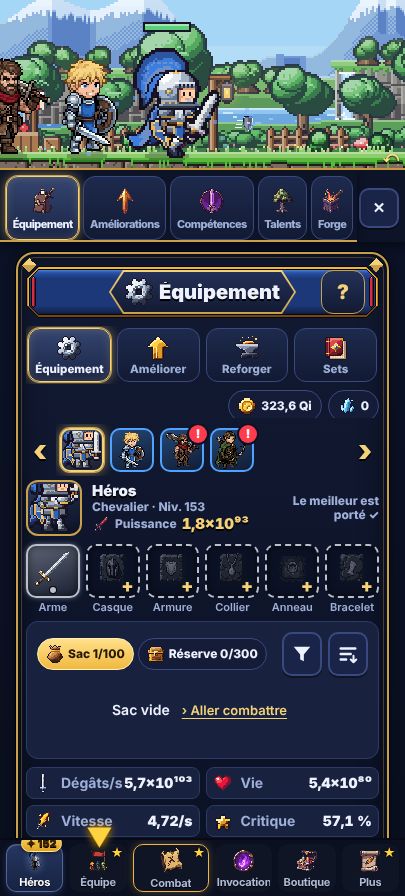 Équipement
Améliorations
Compétences
Talents
Forge
×
Équipement
?
Équipement
Améliorer
Reforger
Sets
323,6 Qi
0
‹
!
!
›
Héros
Chevalier · Niv. 153
Puissance 1,8×10⁹³
Le meilleur est
porté ✓
Arme
Casque
Armure
Collier
Anneau
Bracelet
Sac 1/100
Réserve 0/300
Sac vide › Aller combattre
Dégâts/s 5,7×10¹⁰³
Vie 5,4×10⁸⁰
Vitesse 4,72/s
Critique 57,1 %
Héros
Équipe
Combat
Invocation
Boutique
Plus